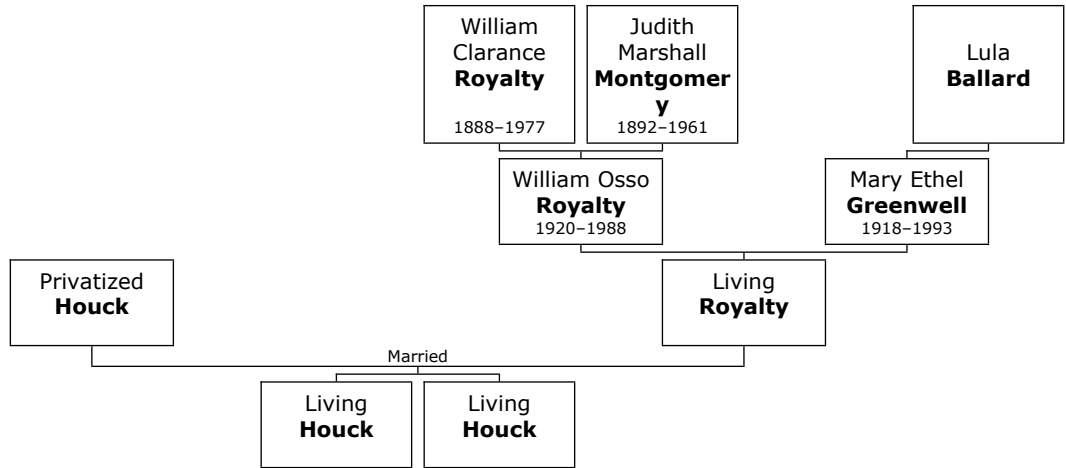 William
Clarance
Royalty
1888–1977
Judith
Marshall
Montgomer
y
1892–1961
Lula
Ballard
William Osso
Royalty
1920–1988
Mary Ethel
Greenwell
1918–1993
Privatized
Houck
Living
Royalty
Married
Living
Houck
Living
Houck